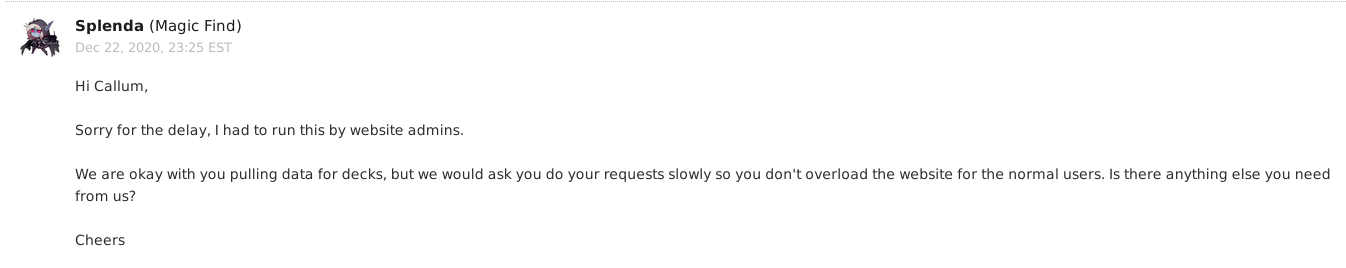 Splenda (Magic Find)
Dec 22, 2020, 23:25 EST
Hi Callum,
Sorry for the delay, I had to run this by website admins.
We are okay with you pulling data for decks, but we would ask you do your requests slowly so you don't overload the website for the normal users. Is there anything else you need
from us?
Cheers